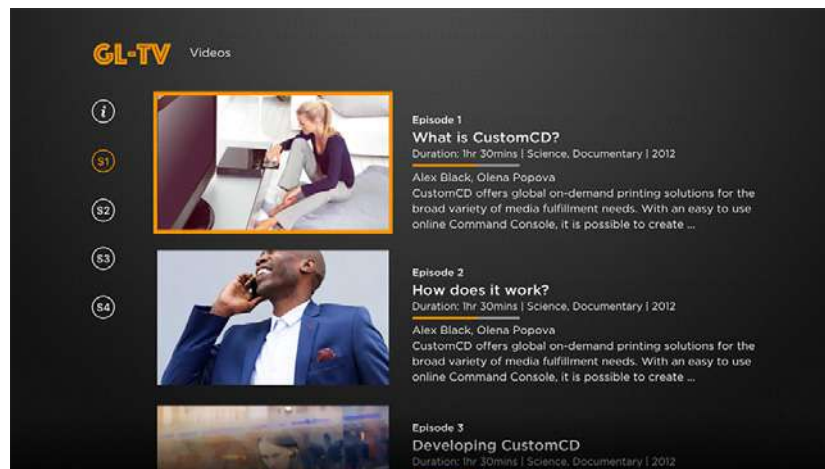 GL-TV Videos
i
S1
S2
S3
S4
Episode 1
What is CustomCD?
Duration: 1hr 30mins | Science, Documentary | 2012
Alex Black, Olena Popova
CustomCD offers global on-demand printing solutions for the
broad variety of media fulfillment needs. With an easy to use
online Command Console, it is possible to create ...
Episode 2
How does it work?
Duration: 1hr 30mins | Science, Documentary | 2012
Alex Black, Olena Popova
CustomCD offers global on-demand printing solutions for the
broad variety of media fulfillment needs. With an easy to use
online Command Console, it is possible to create ...
Episode 3
Developing CustomCD
Duration: 1hr 30mins | Science, Documentary | 2012